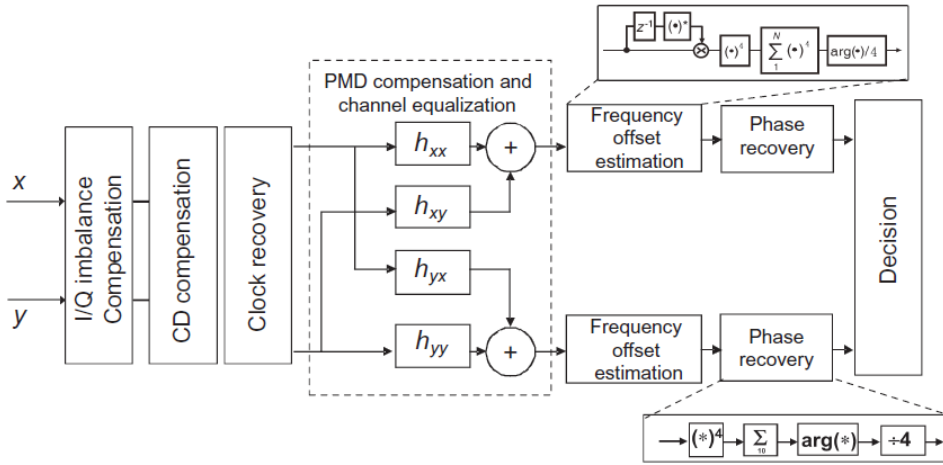 z⁻¹
(•)*
⊗
(•)⁴
N
∑ (•)⁴
1
arg(•)/4
PMD compensation and
channel equalization
x
y
I/Q imbalance
Compensation
CD compensation
Clock recovery
hxx
+
hxy
hyx
hyy
+
Frequency
offset
estimation
Phase
recovery
Frequency
offset
estimation
Phase
recovery
Decision
(*)⁴
Σ
10
arg(*)
÷4